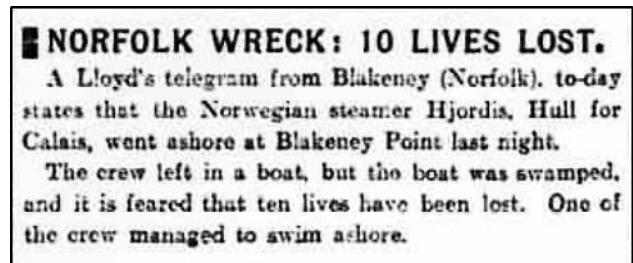 NORFOLK WRECK: 10 LIVES LOST.
A Lloyd's telegram from Blakeney (Norfolk), to-day
states that the Norwegian steamer Hjordis, Hull for
Calais, went ashore at Blakeney Point last night.
The crew left in a boat, but the boat was swamped,
and it is feared that ten lives have been lost. One of
the crew managed to swim ashore.